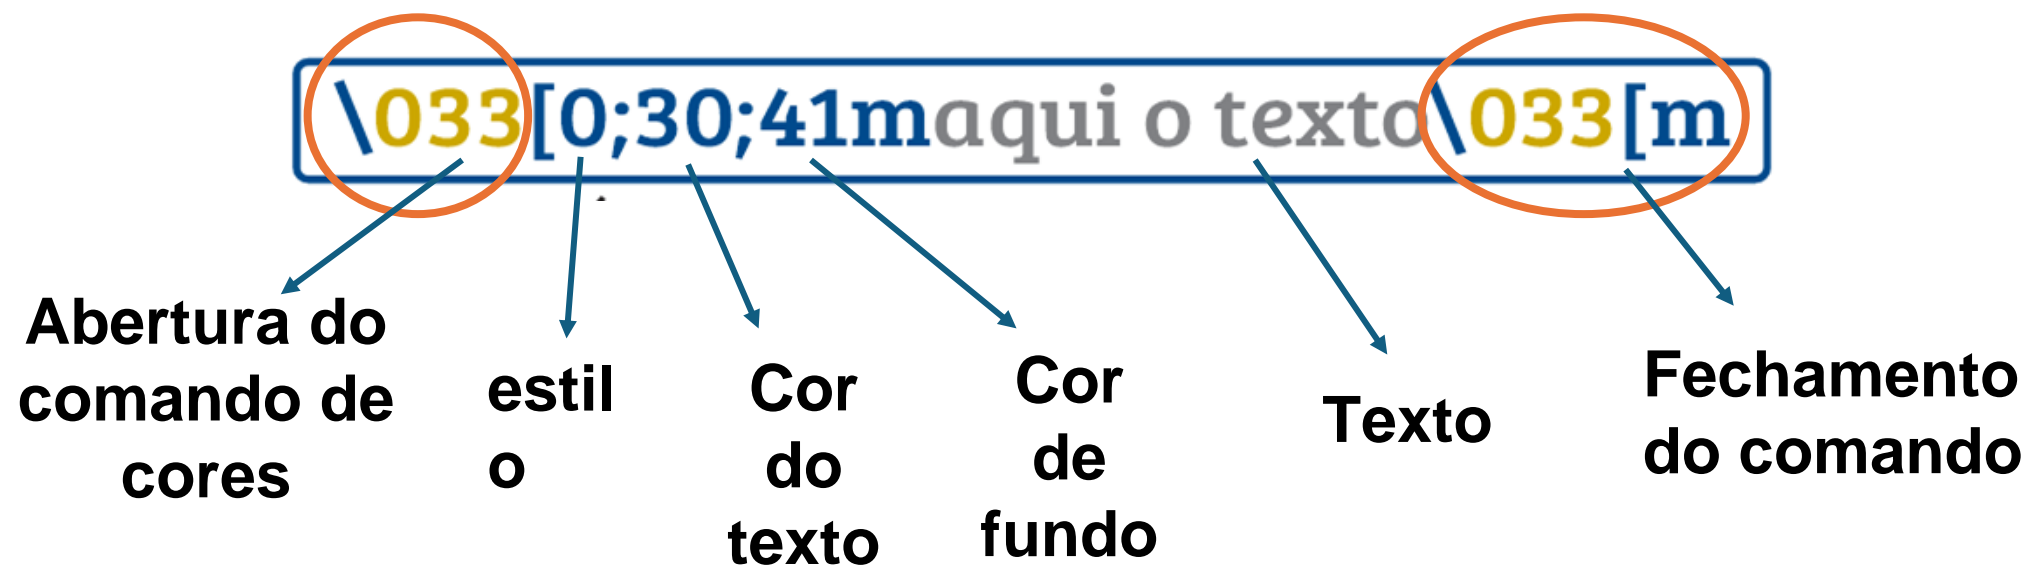 \033[0;30;41maqui o texto\033[m
Abertura do
comando de
cores
estil
o
Cor
do
texto
Cor
de
fundo
Texto
Fechamento
do comando